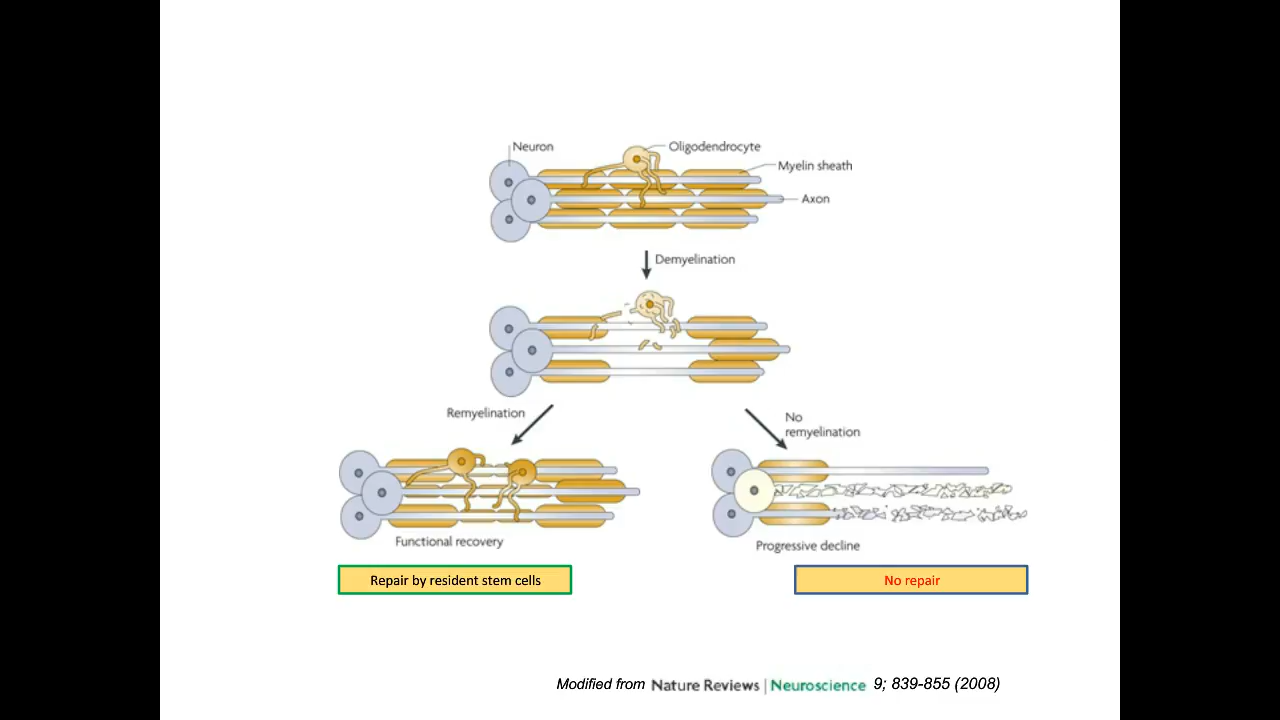 Neuron
Oligodendrocyte
Myelin sheath
Axon
Demyelination
Remyelination
No
remyelination
Functional recovery
Progressive decline
Repair by resident stem cells
No repair
Modified from Nature Reviews | Neuroscience 9; 839-855 (2008)